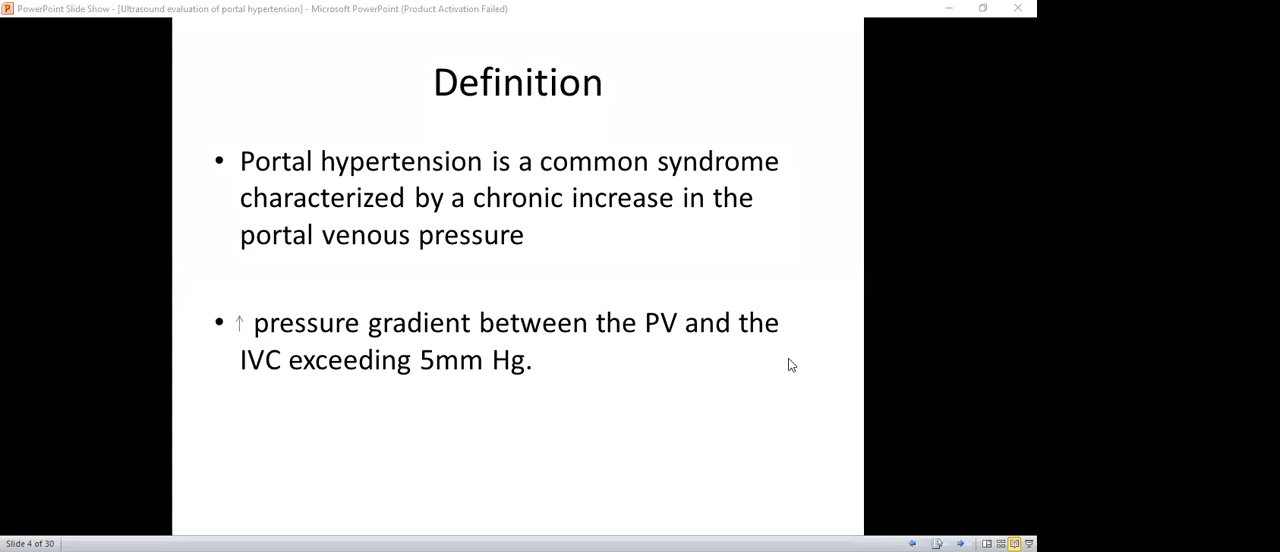 PowerPoint Slide Show - [Ultrasound evaluation of portal hypertension] - Microsoft PowerPoint (Product Activation Failed)
Definition
• Portal hypertension is a common syndrome
characterized by a chronic increase in the
portal venous pressure
• ↑ pressure gradient between the PV and the
IVC exceeding 5mm Hg.
Slide 4 of 30